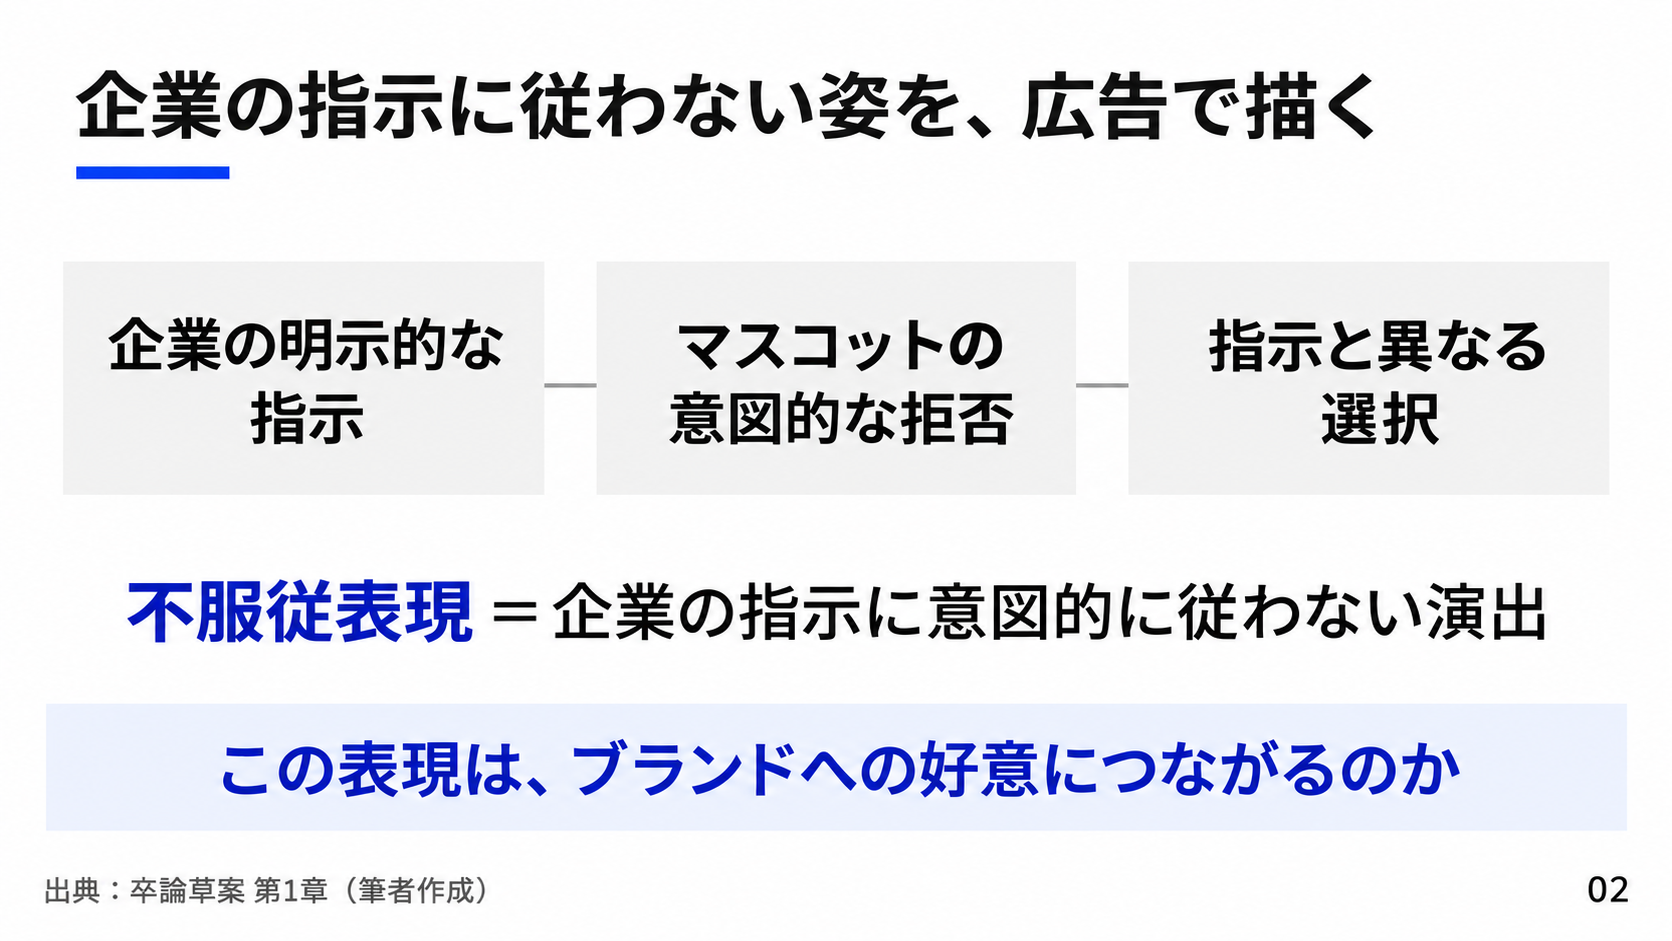 企業の指示に従わない姿を、広告で描く
企業の明示的な
指示
マスコットの
意図的な拒否
指示と異なる
選択
不服従表現＝企業の指示に意図的に従わない演出
この表現は、ブランドへの好意につながるのか
出典：卒論草案 第1章（筆者作成）
02